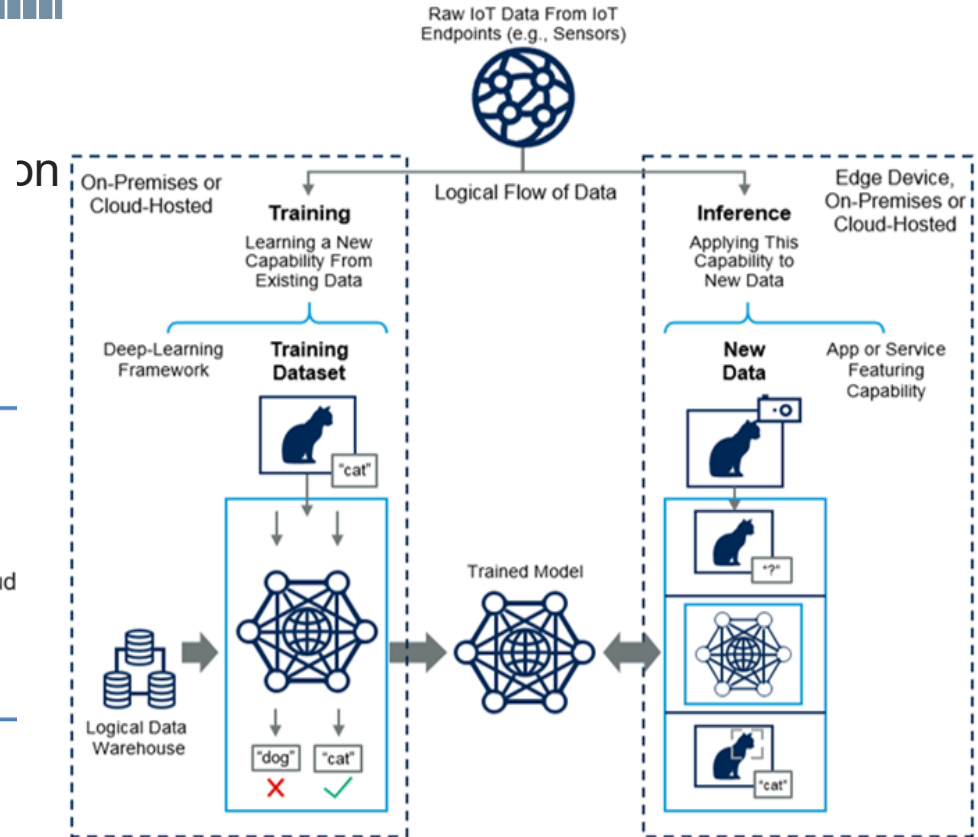 Raw IoT Data From IoT
Endpoints (e.g., Sensors)
On-Premises or
Cloud-Hosted
Logical Flow of Data
Edge Device,
On-Premises or
Cloud-Hosted
Training
Learning a New
Capability From
Existing Data
Inference
Applying This
Capability to
New Data
Deep-Learning
Framework
Training
Dataset
New
Data
App or Service
Featuring
Capability
"cat"
"?"
Trained Model
Logical Data
Warehouse
"dog"
"cat"
"cat"